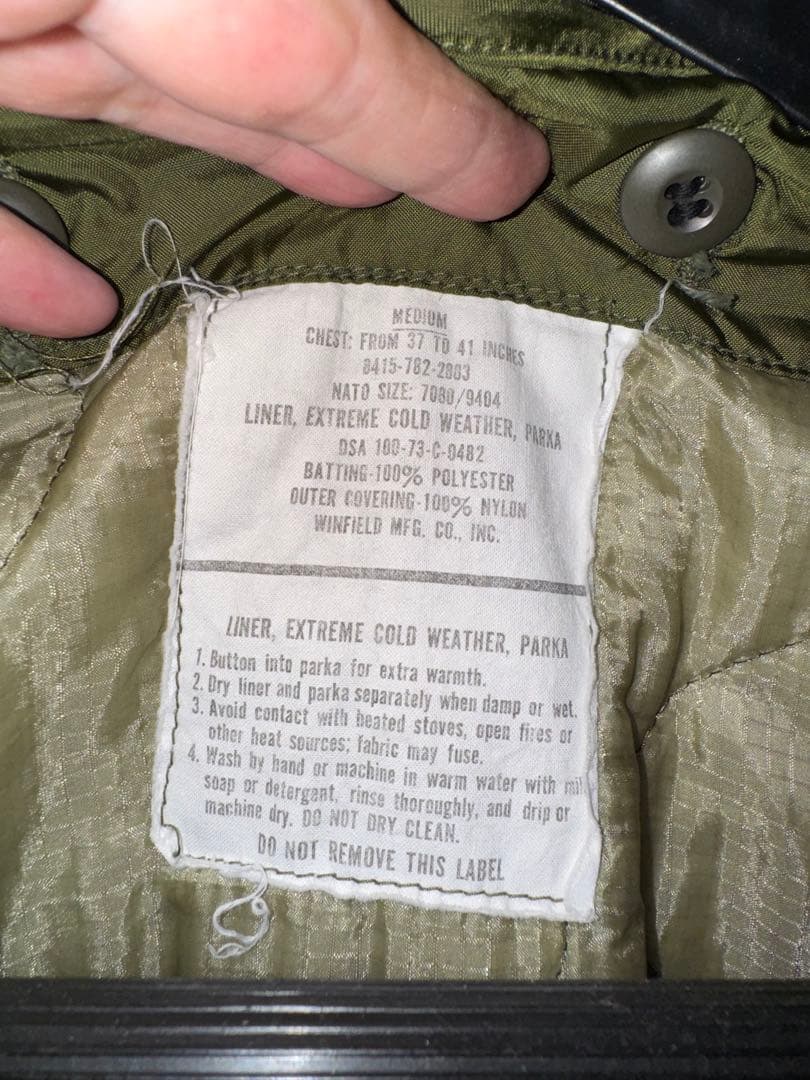 MEDIUM
CHEST: FROM 37 TO 41 INCHES
8415-782-2883
NATO SIZE: 7080/9404
LINER, EXTREME COLD WEATHER, PARKA
DSA 100-73-C-0482
BATTING-100% POLYESTER
OUTER COVERING-100% NYLON
WINFIELD MFG. CO., INC.
LINER, EXTREME COLD WEATHER, PARKA
1. Button into parka for extra warmth.
2. Dry liner and parka separately when damp or wet.
3. Avoid contact with heated stoves, open fires or
other heat sources; fabric may fuse.
4. Wash by hand or machine in warm water with
soap or detergent, rinse thoroughly, and drip or
machine dry. DO NOT DRY CLEAN.
DO NOT REMOVE THIS LABEL